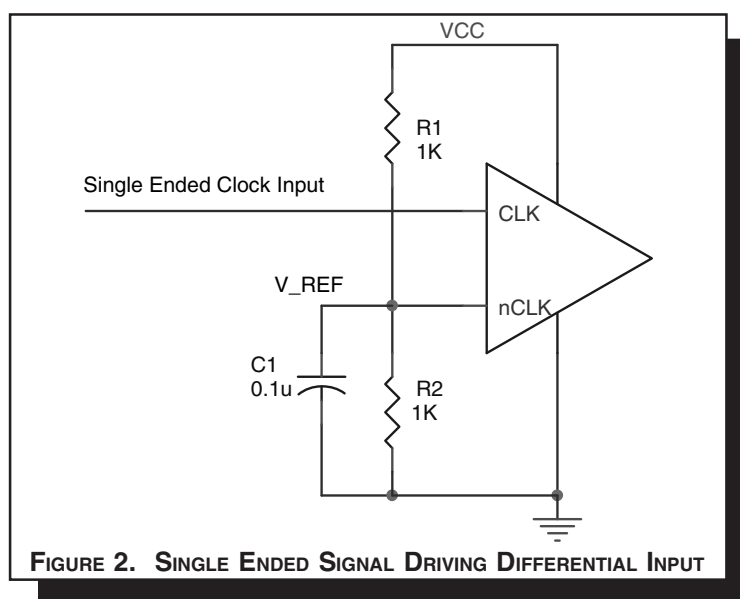 VCC
R1
1K
Single Ended Clock Input
CLK
V_REF
nCLK
C1
0.1u
R2
1K
FIGURE 2. SINGLE ENDED SIGNAL DRIVING DIFFERENTIAL INPUT